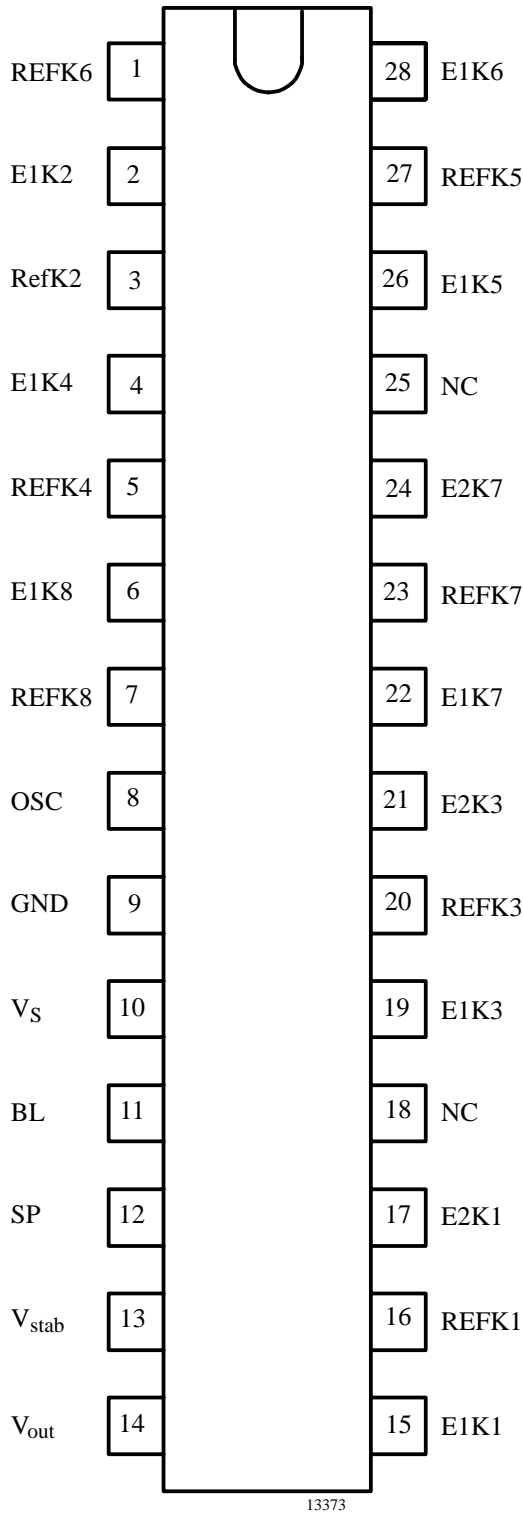 REFK6 1 28 E1K6
E1K2 2 27 REFK5
RefK2 3 26 E1K5
E1K4 4 25 NC
REFK4 5 24 E2K7
E1K8 6 23 REFK7
REFK8 7 22 E1K7
OSC 8 21 E2K3
GND 9 20 REFK3
VS 10 19 E1K3
BL 11 18 NC
SP 12 17 E2K1
Vstab 13 16 REFK1
Vout 14 15 E1K1
13373